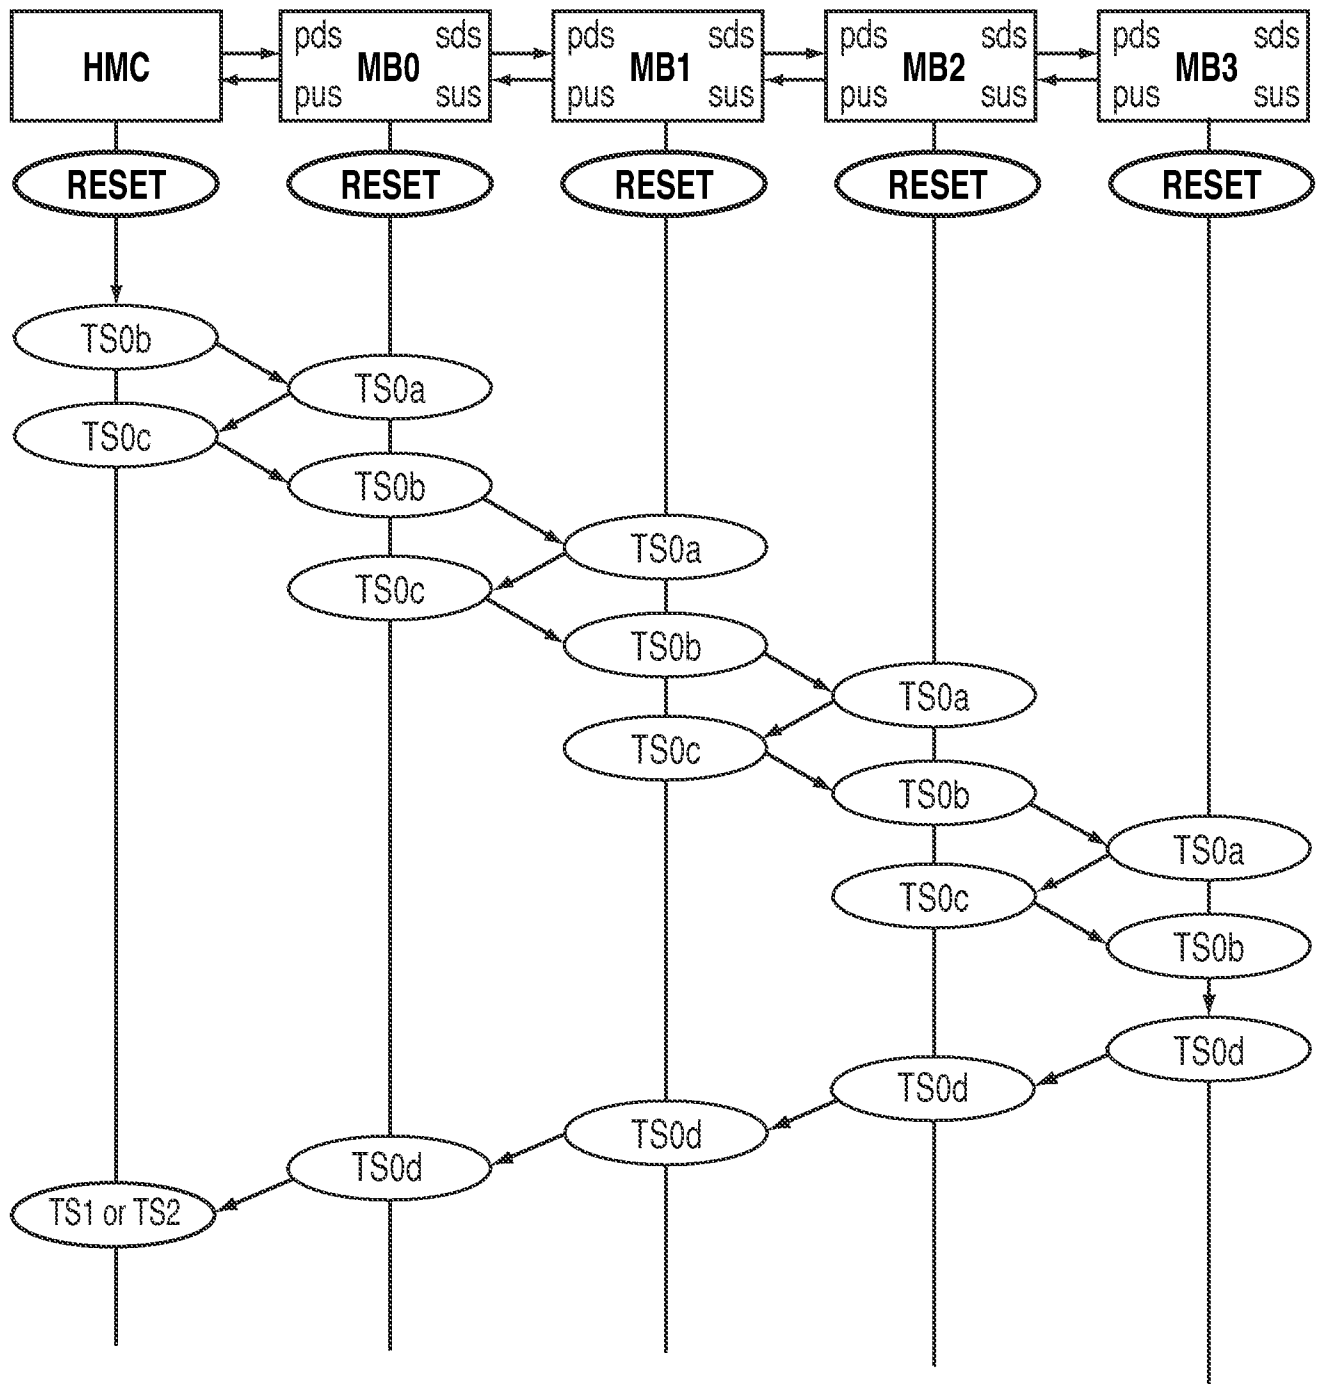 pds sds pds sds pds sds pds sds
HMC MB0 MB1 MB2 MB3
pus sus pus sus pus sus pus sus
RESET RESET RESET RESET RESET
TS0b
TS0a
TS0c
TS0b
TS0a
TS0c
TS0b
TS0a
TS0c
TS0b
TS0a
TS0c
TS0b
TS0d
TS0d
TS0d
TS0d
TS1 or TS2